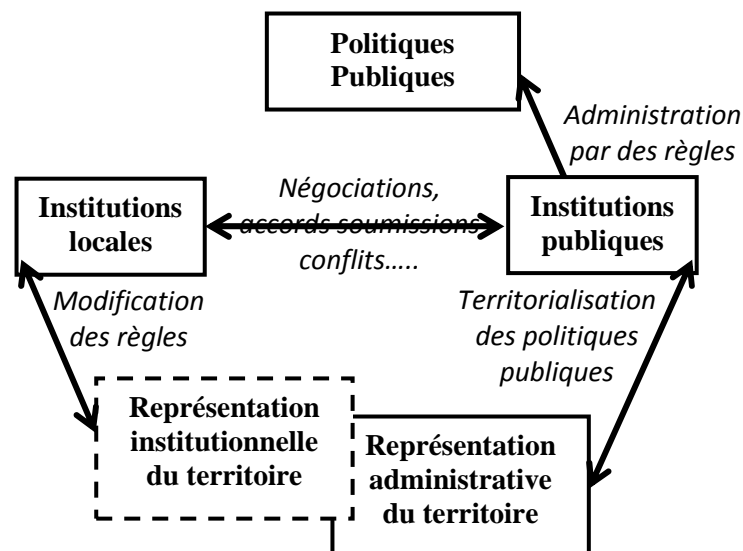 Politiques
Publiques
Administration
par des règles
Négociations,
accords soumissions
conflits…..
Institutions
locales
Institutions
publiques
Modification
des règles
Territorialisation
des politiques
publiques
Représentation
institutionnelle
du territoire
Représentation
administrative
du territoire